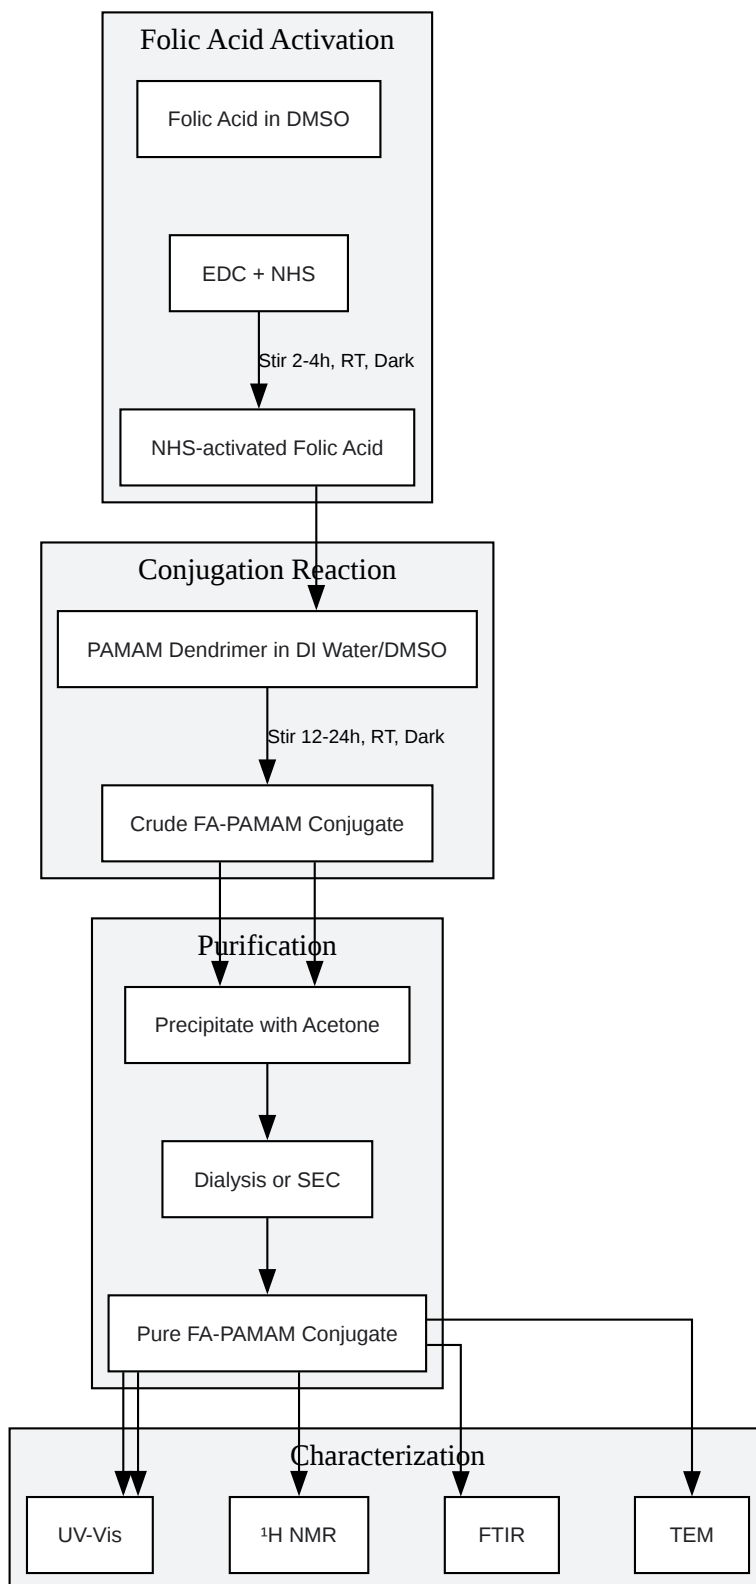 Folic Acid Activation
Folic Acid in DMSO
EDC + NHS
Stir 2-4h, RT, Dark
NHS-activated Folic Acid
Conjugation Reaction
PAMAM Dendrimer in DI Water/DMSO
Stir 12-24h, RT, Dark
Crude FA-PAMAM Conjugate
Purification
Precipitate with Acetone
Dialysis or SEC
Pure FA-PAMAM Conjugate
Characterization
UV-Vis
¹H NMR
FTIR
TEM